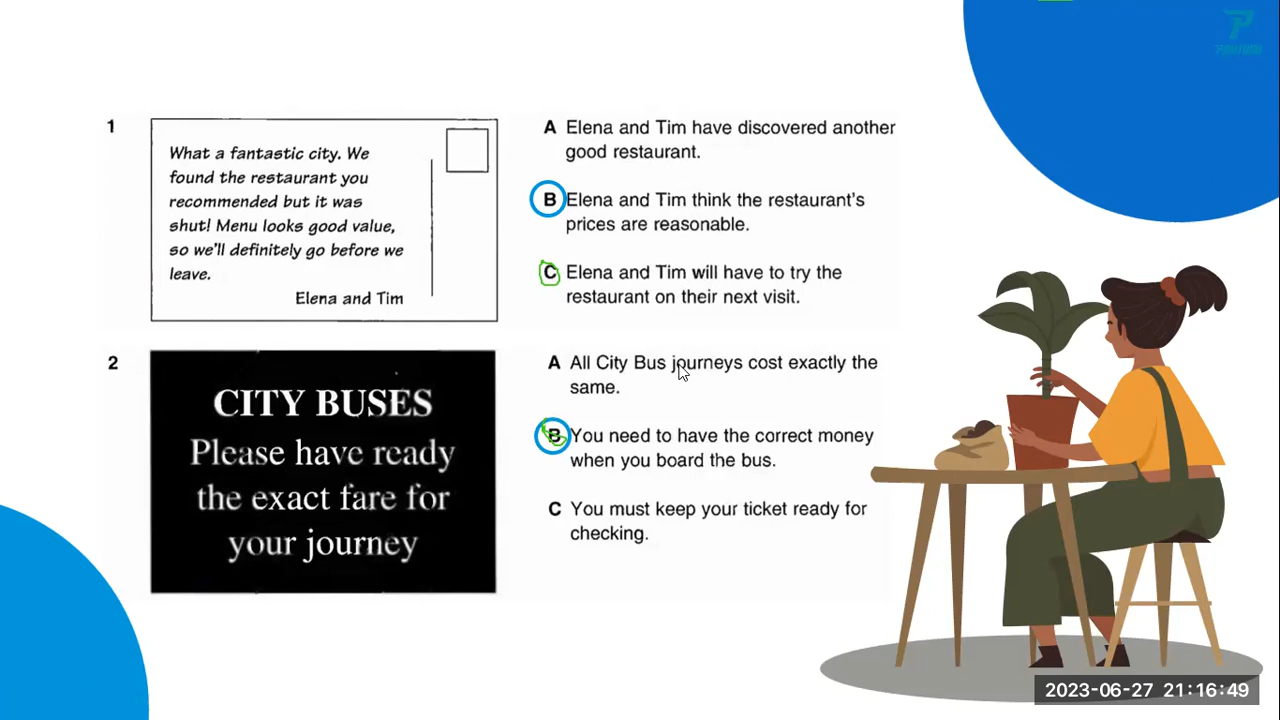 1
What a fantastic city. We
found the restaurant you
recommended but it was
shut! Menu looks good value,
so we'll definitely go before we
leave.
Elena and Tim
A Elena and Tim have discovered another
good restaurant.
B Elena and Tim think the restaurant's
prices are reasonable.
C Elena and Tim will have to try the
restaurant on their next visit.
2
CITY BUSES
Please have ready
the exact fare for
your journey
A All City Bus journeys cost exactly the
same.
B You need to have the correct money
when you board the bus.
C You must keep your ticket ready for
checking.
2023-06-27 21:16:49